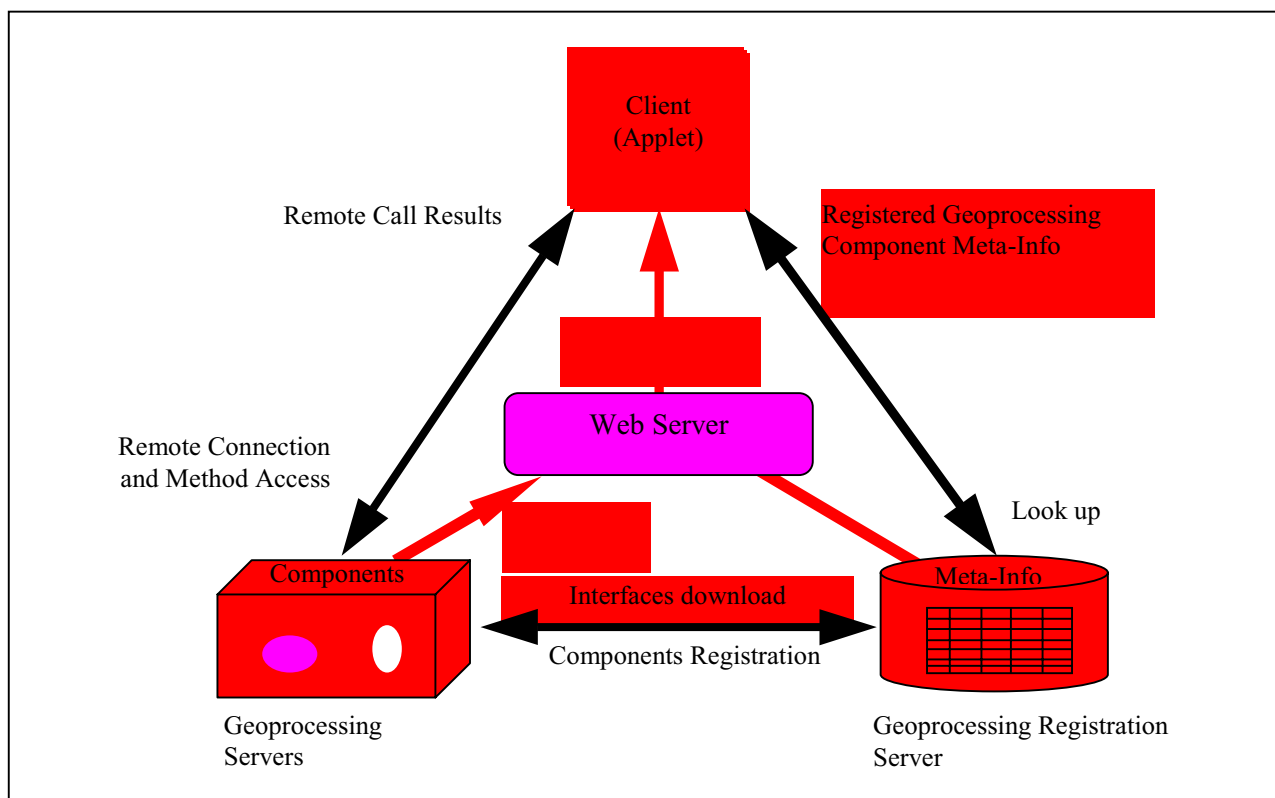 Client
(Applet)
Remote Call Results
Registered Geoprocessing
Component Meta-Info
Web Server
Remote Connection
and Method Access
Look up
Components
Meta-Info
Interfaces download
Components Registration
Geoprocessing
Servers
Geoprocessing Registration
Server